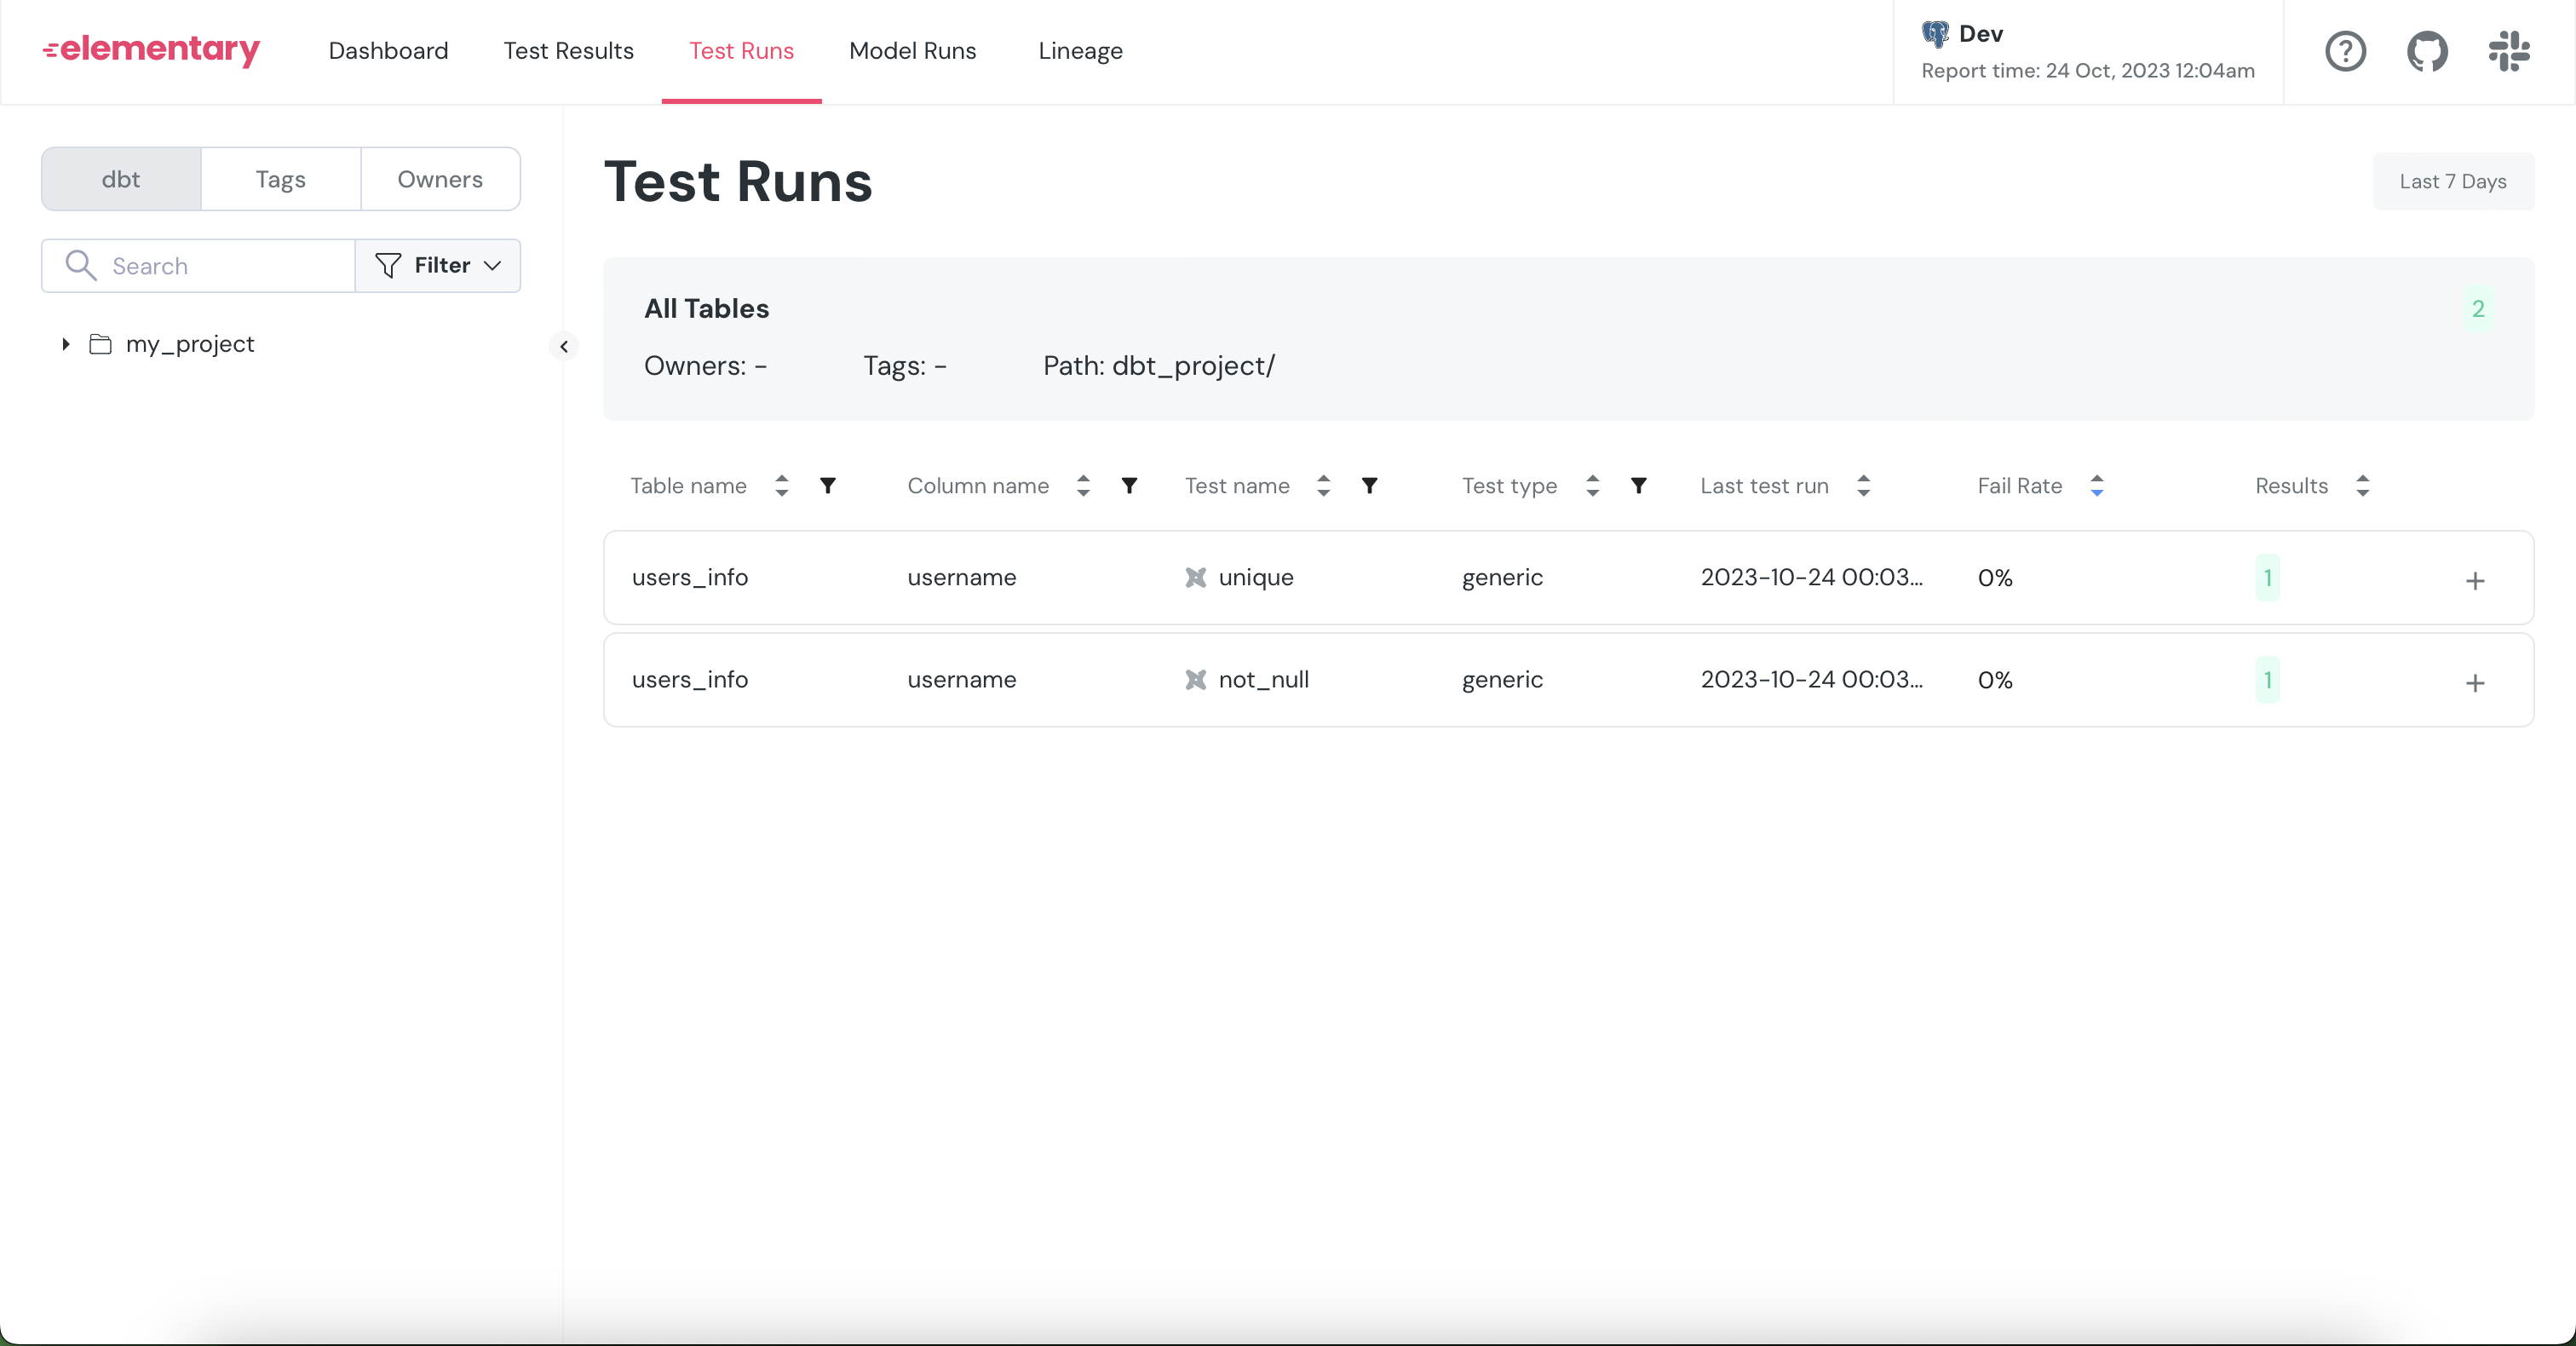 elementary
Dashboard Test Results Test Runs Model Runs Lineage
Dev
Report time: 24 Oct, 2023 12:04am
?
dbt Tags Owners
Search Filter
my_project
Test Runs
Last 7 Days
All Tables 2
Owners: - Tags: - Path: dbt_project/
Table name Column name Test name Test type Last test run Fail Rate Results
users_info username unique generic 2023-10-24 00:03... 0% 1 +
users_info username not_null generic 2023-10-24 00:03... 0% 1 +